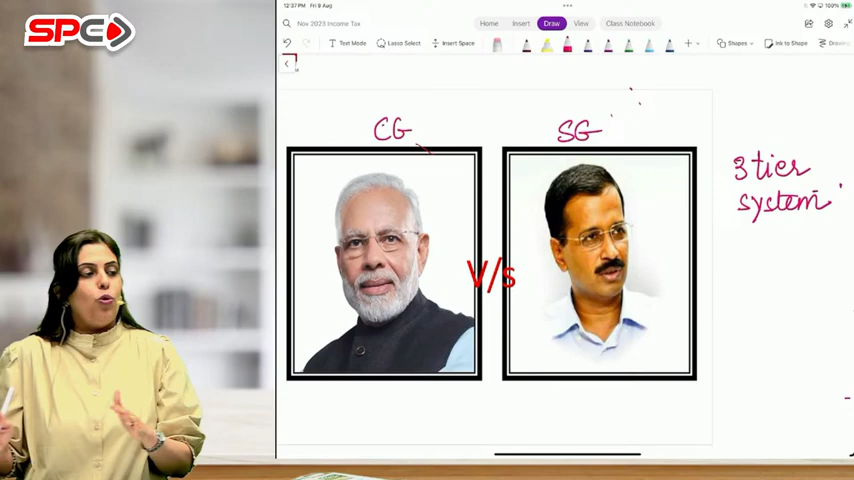 SPC
12:37 PM Fri 9 Aug
100%
Nov 2023 Income Tax
Home Insert Draw View Class Notebook
Text Mode Lasso Select Insert Space Shapes Ink to Shape Drawing
CG
SG
V/s
3 tier
system